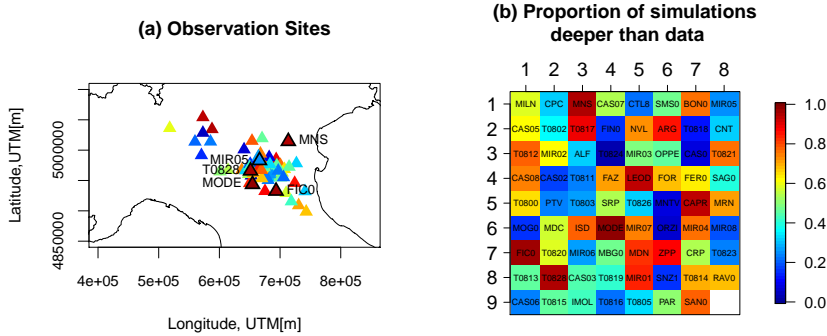 (a) Observation Sites
Latitude,UTM[m]
5000000
4850000
MNS
MIR05
T0828
MODE
FIC0
4e+05 5e+05 6e+05 7e+05 8e+05
Longitude, UTM[m]
(b) Proportion of simulations
deeper than data
1 2 3 4 5 6 7 8
1 MILN CPC MNS CAS07 CTL8 SMS0 BON0 MIR05
2 CAS05 T0802 T0817 FIN0 NVL ARG T0818 CNT
3 T0812 MIR02 ALF MIR03 OPPE T0821
4 CAS08 CAS02 T0811 FAZ LEOD FOR FER0 SAG0
5 T0800 PTV T0803 SRP T0826 MNTV CAPR MRN
6 MOG0 MDC ISD MODE MIR07 MIR04 MIR08
7 FIC0 T0820 MIR06 MBG0 MDN ZPP CRP T0823
8 T0813 T0828 CAS03 T0819 MIR01 SNZ1 T0814 RAV0
9 CAS06 T0815 IMOL T0816 T0805 PAR SAN0
1.0
0.8
0.6
0.4
0.2
0.0